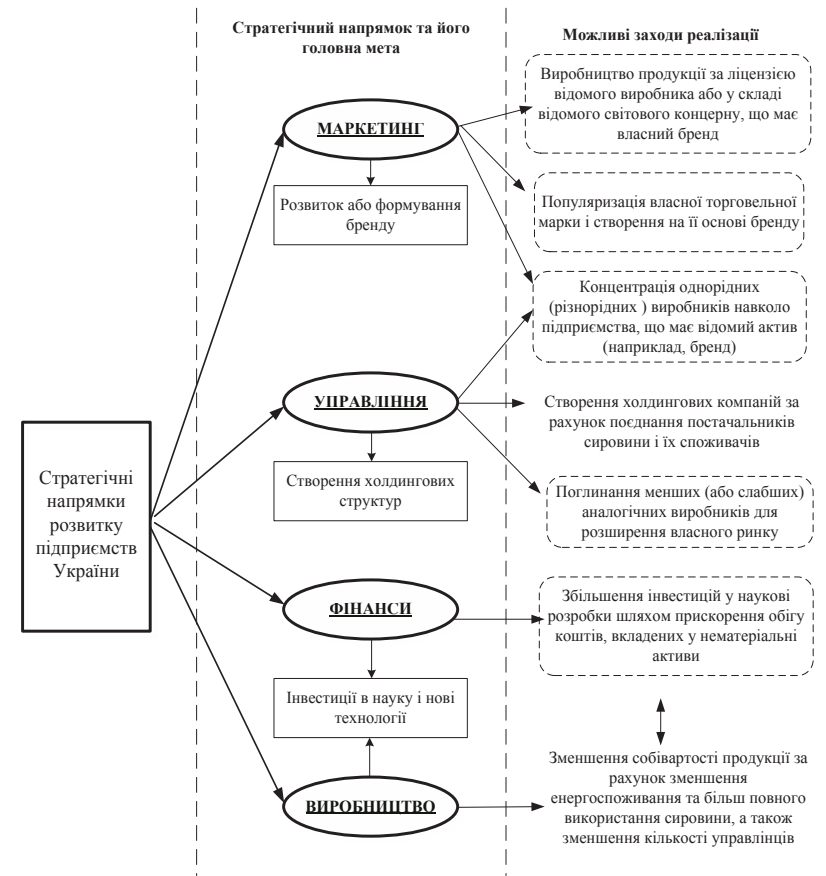 Стратегічний напрямок та його
головна мета
Можливі заходи реалізації
Стратегічні
напрямки
розвитку
підприємств
України
МАРКЕТИНГ
Розвиток або формування
бренду
УПРАВЛІННЯ
Створення холдингових
структур
ФІНАНСИ
Інвестиції в науку і нові
технології
ВИРОБНИЦТВО
Виробництво продукції за ліцензією
відомого виробника або у складі
відомого світового концерну, що має
власний бренд
Популяризація власної торговельної
марки і створення на її основі бренду
Концентрація однорідних
(різнорідних ) виробників навколо
підприємства, що має відомий актив
(наприклад, бренд)
Створення холдингових компаній за
рахунок поєднання постачальників
сировини і їх споживачів
Поглинання менших (або слабших)
аналогічних виробників для
розширення власного ринку
Збільшення інвестицій у наукові
розробки шляхом прискорення обігу
коштів, вкладених у нематеріальні
активи
Зменшення собівартості продукції за
рахунок зменшення
енергоспоживання та більш повного
використання сировини, а також
зменшення кількості управлінців